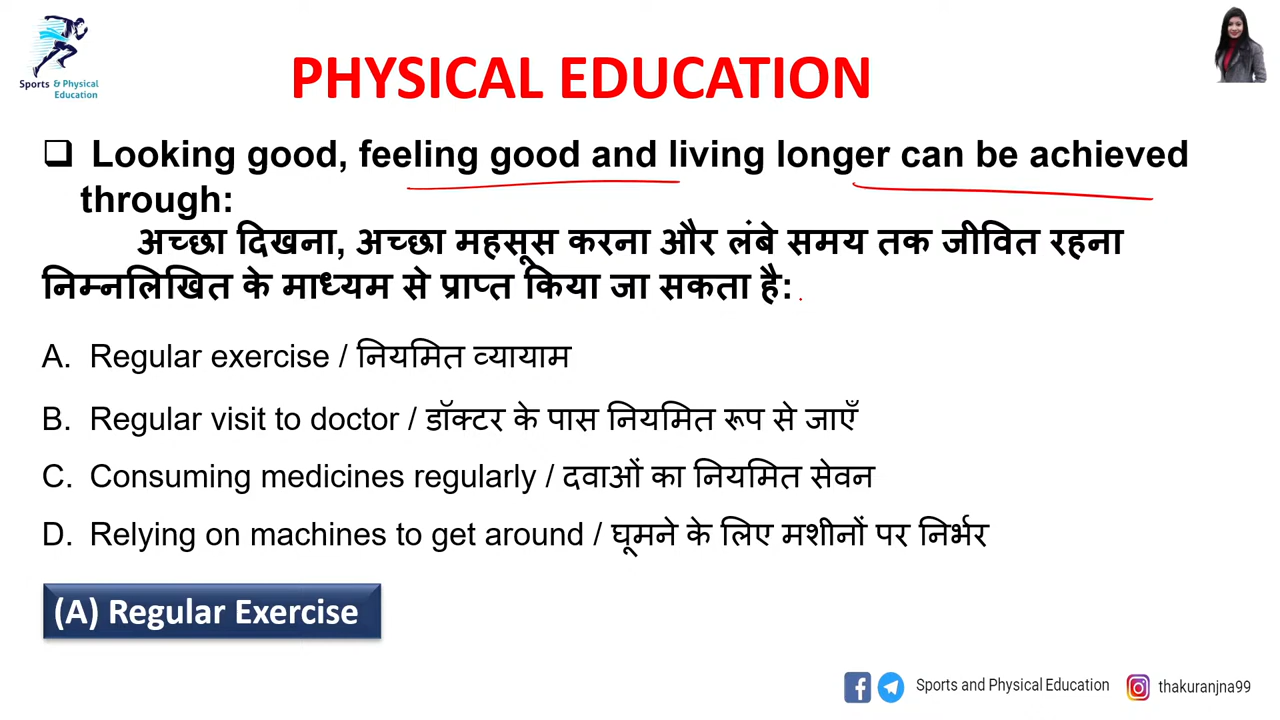 Sports & Physical
Education
PHYSICAL EDUCATION
Looking good, feeling good and living longer can be achieved
through:
अच्छा दिखना, अच्छा महसूस करना और लंबे समय तक जीवित रहना
निम्नलिखित के माध्यम से प्राप्त किया जा सकता है:
A. Regular exercise / नियमित व्यायाम
B. Regular visit to doctor / डॉक्टर के पास नियमित रूप से जाएँ
C. Consuming medicines regularly / दवाओं का नियमित सेवन
D. Relying on machines to get around / घूमने के लिए मशीनों पर निर्भर
(A) Regular Exercise
Sports and Physical Education thakuranjna99